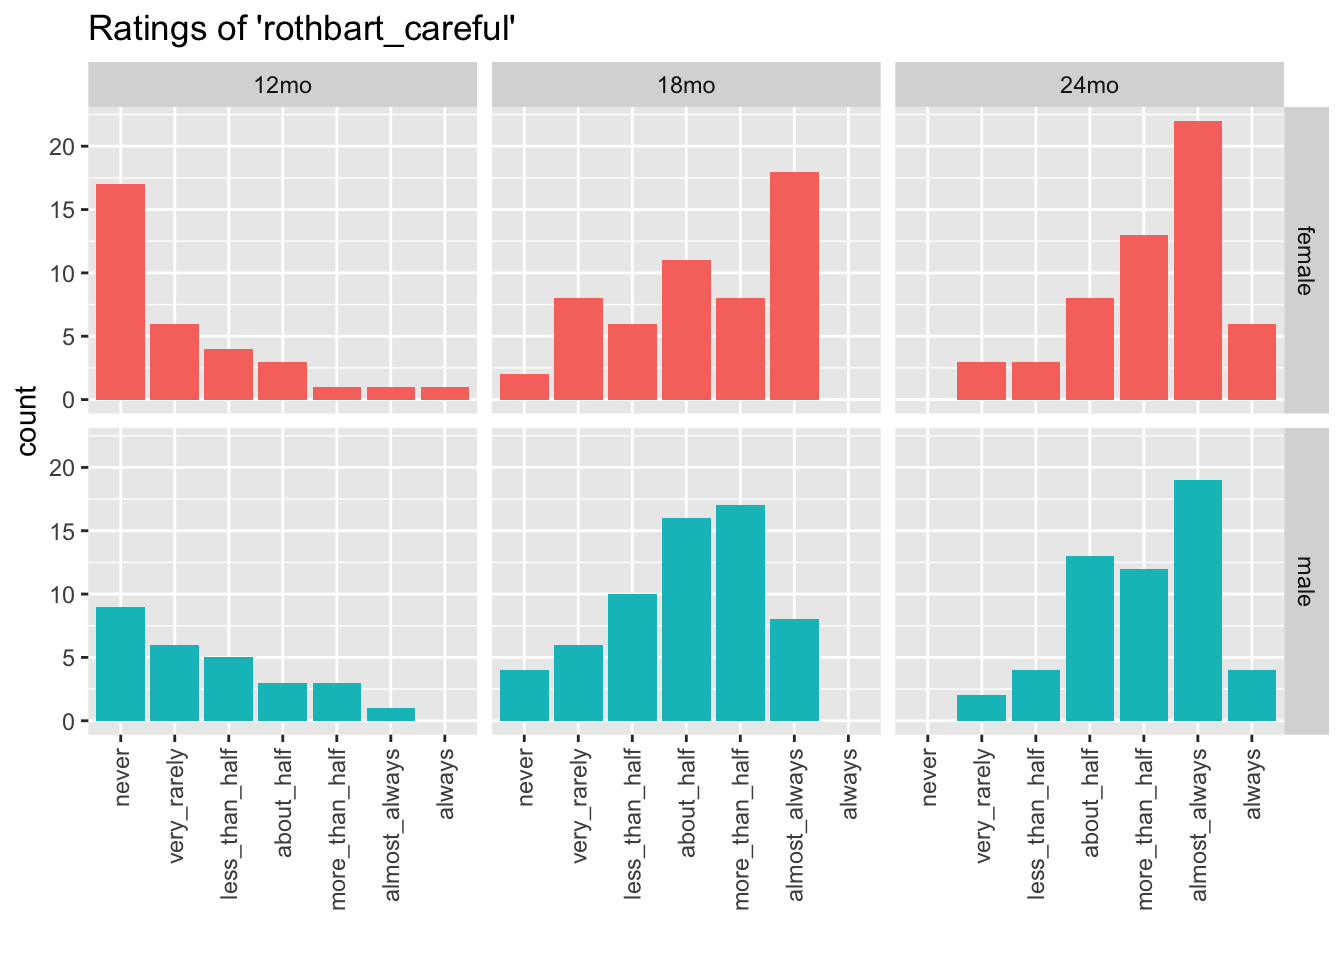 Ratings of 'rothbart_careful'
12mo
18mo
24mo
20
15
10
5
0
female
count
20
15
10
5
0
male
never
very_rarely
less_than_half
about_half
more_than_half
almost_always
always
never
very_rarely
less_than_half
about_half
more_than_half
almost_always
always
never
very_rarely
less_than_half
about_half
more_than_half
almost_always
always